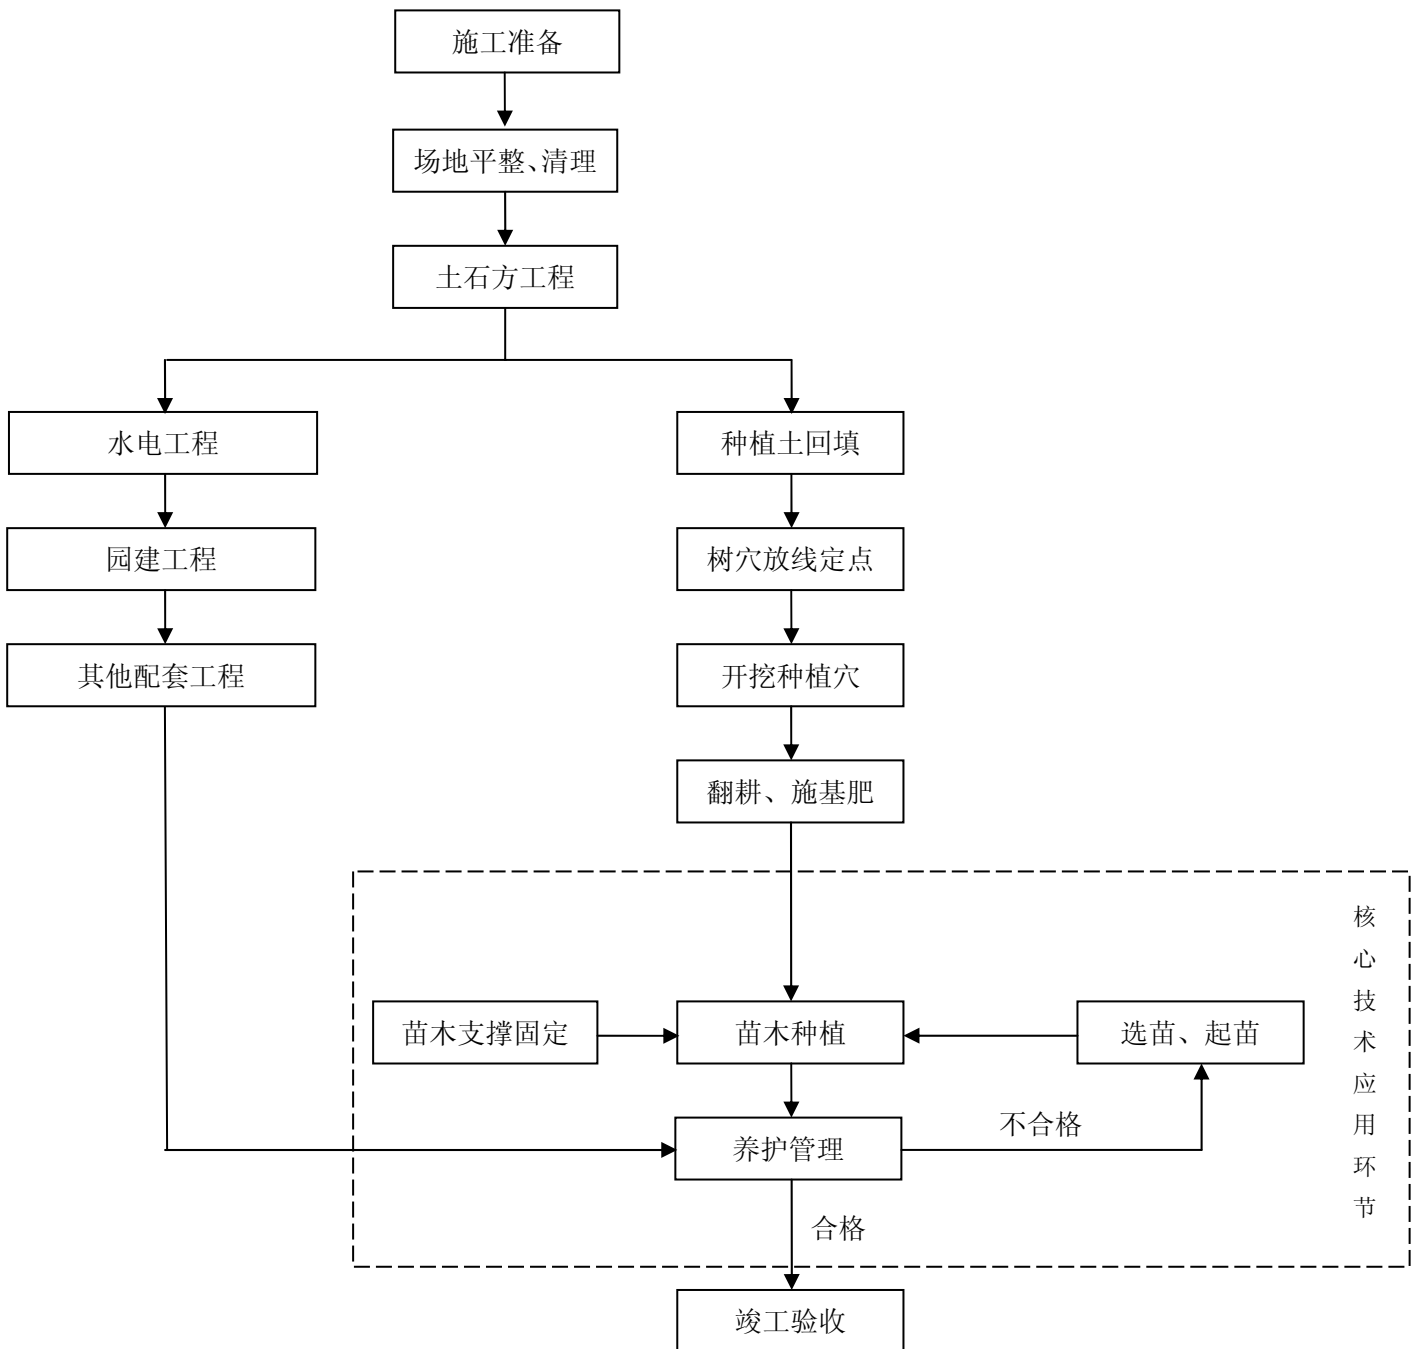 施工准备
场地平整、清理
土石方工程
水电工程
种植土回填
园建工程
树穴放线定点
其他配套工程
开挖种植穴
翻耕、施基肥
核心技术应用环节
苗木支撑固定
苗木种植
选苗、起苗
不合格
养护管理
合格
竣工验收